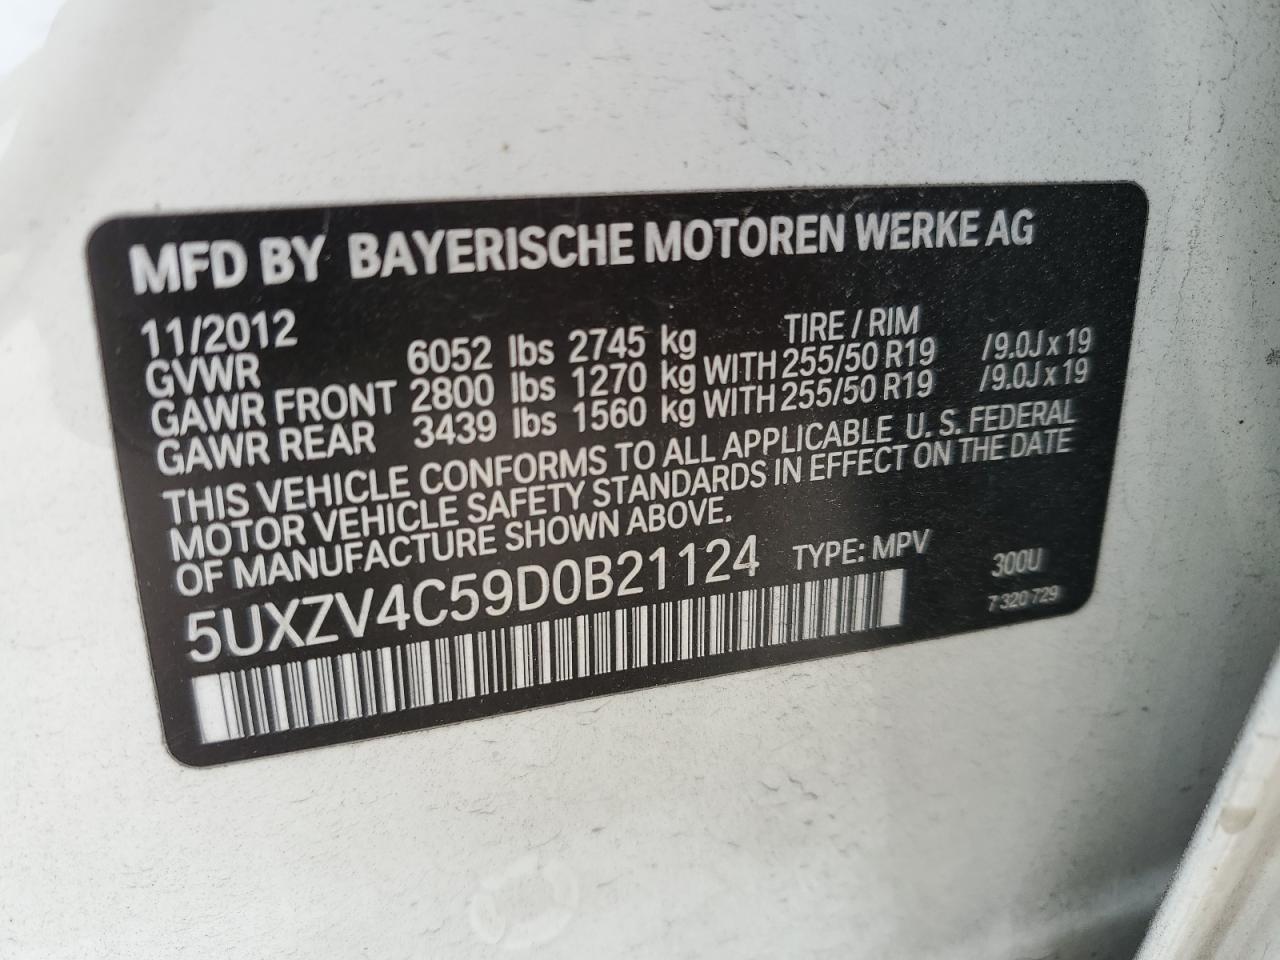 MFD BY BAYERISCHE MOTOREN WERKE AG
11/2012 TIRE / RIM
GVWR 6052 lbs 2745 kg
GAWR FRONT 2800 lbs 1270 kg WITH 255/50 R19 /9.0J x 19
GAWR REAR 3439 lbs 1560 kg WITH 255/50 R19 /9.0J x 19
THIS VEHICLE CONFORMS TO ALL APPLICABLE U. S. FEDERAL
MOTOR VEHICLE SAFETY STANDARDS IN EFFECT ON THE DATE
OF MANUFACTURE SHOWN ABOVE.
5UXZV4C59D0B21124 TYPE: MPV 300U
7 320 729